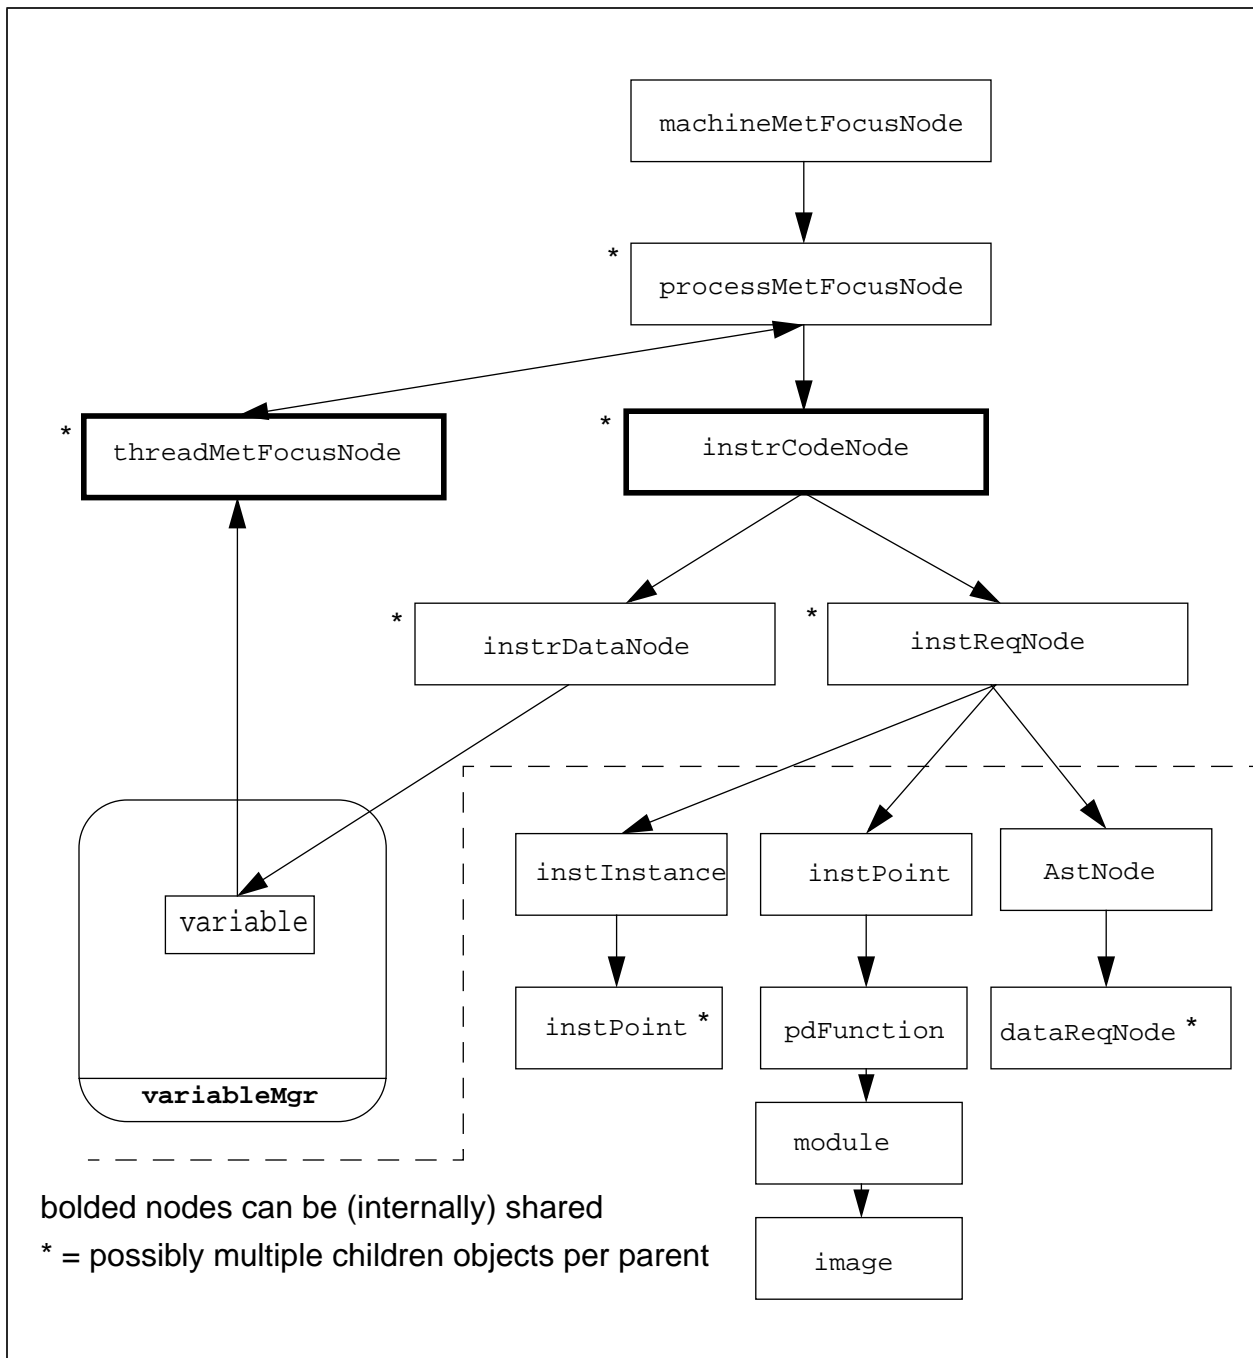 machineMetFocusNode
*
processMetFocusNode
*
threadMetFocusNode
*
instrCodeNode
*
instrDataNode
*
instReqNode
instInstance
instPoint
AstNode
variable
instPoint *
pdFunction
dataReqNode *
variableMgr
module
image
bolded nodes can be (internally) shared
* = possibly multiple children objects per parent